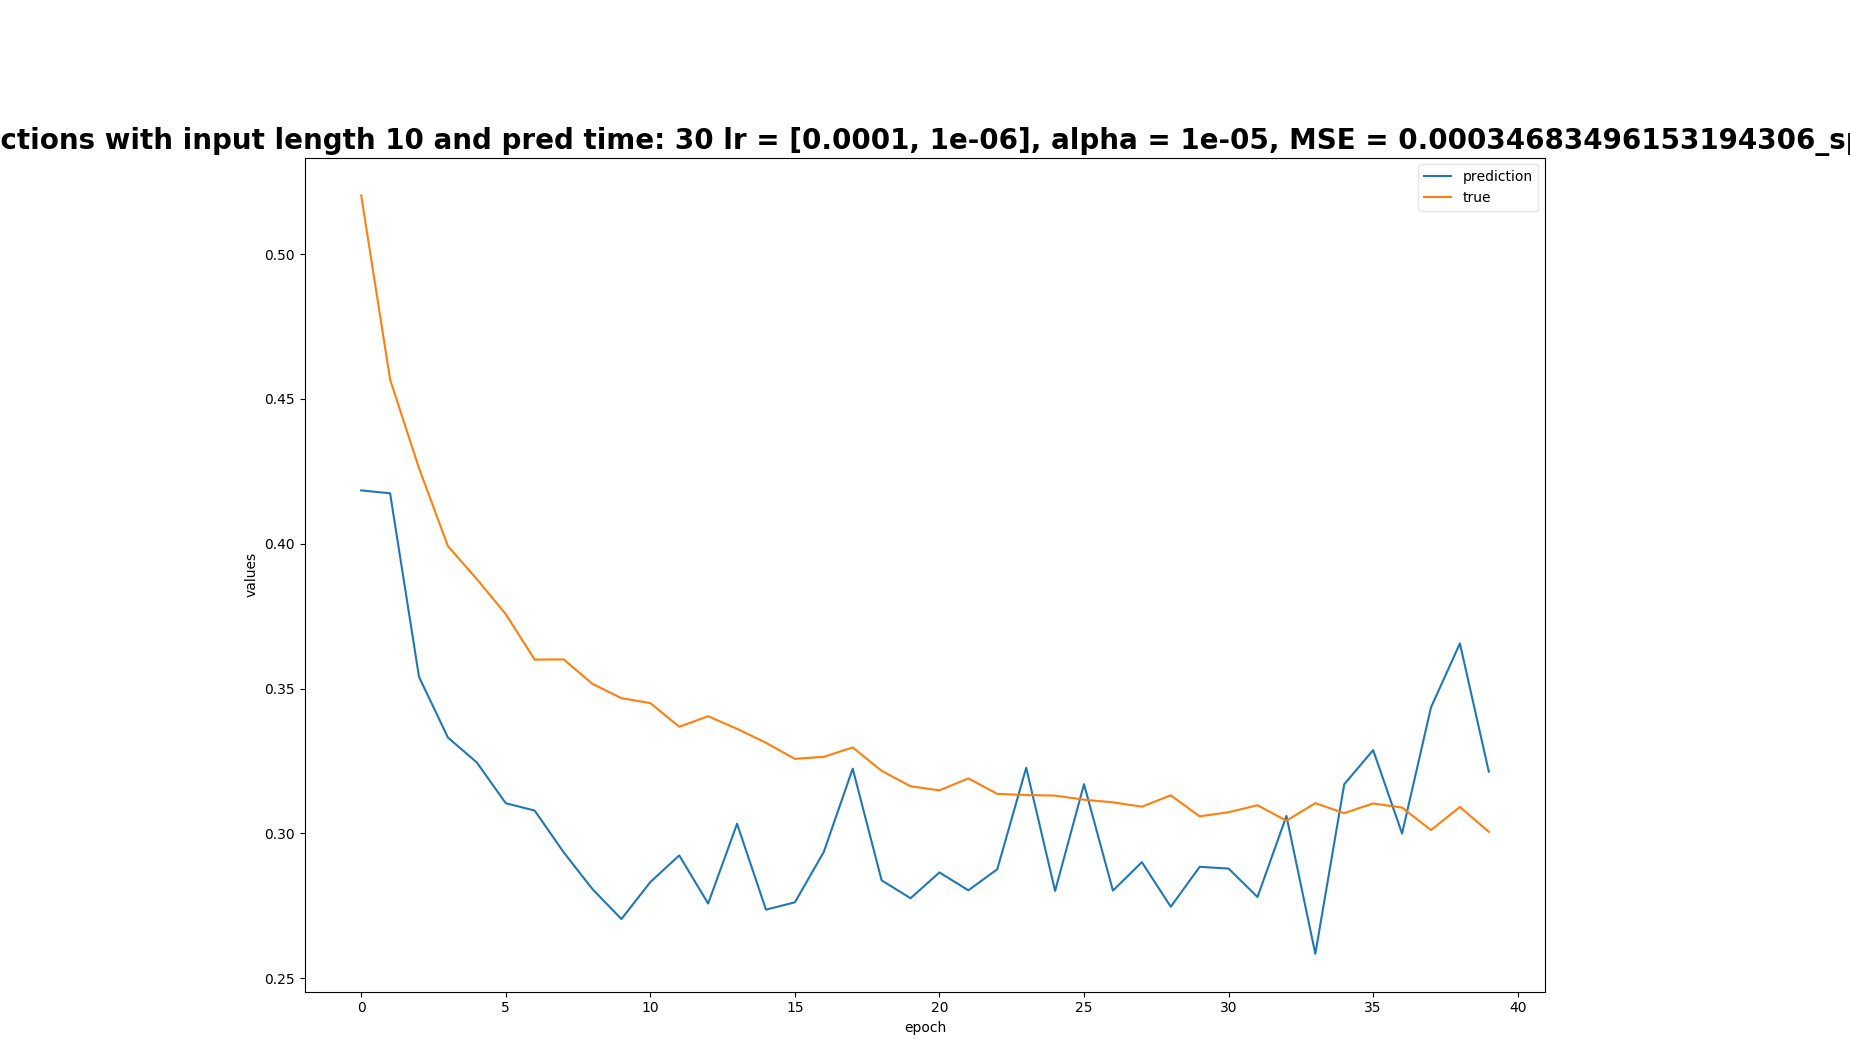 ctions with input length 10 and pred time: 30 lr = [0.0001, 1e-06], alpha = 1e-05, MSE = 0.00034683496153194306_sp
prediction
true
0.50
0.45
0.40
0.35
0.30
0.25
values
0 5 10 15 20 25 30 35 40
epoch